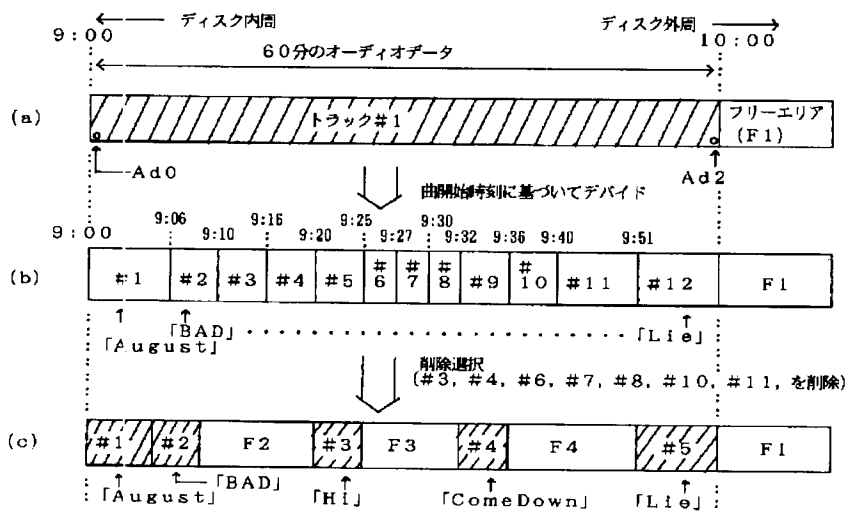 ディスク内周 ディスク外周
9:00 10:00
60分のオーディオデータ
(a) トラック#1 フリーエリア
(F1)
Ad0 Ad2
曲開始時刻に基づいてデバイド
9:06 9:16 9:25 9:30
9:00 9:10 9:20 9:27 9:32 9:36 9:40 9:51
(b) #1 #2 #3 #4 #5 #6 #7 #8 #9 #10 #11 #12 F1
「BAD」 「Lie」
「August」
削除選択
(#3, #4, #6, #7, #8, #10, #11, を削除)
(c) #1 #2 F2 #3 F3 #4 F4 #5 F1
「BAD」
「August」 「Hi」 「ComeDown」 「Lie」